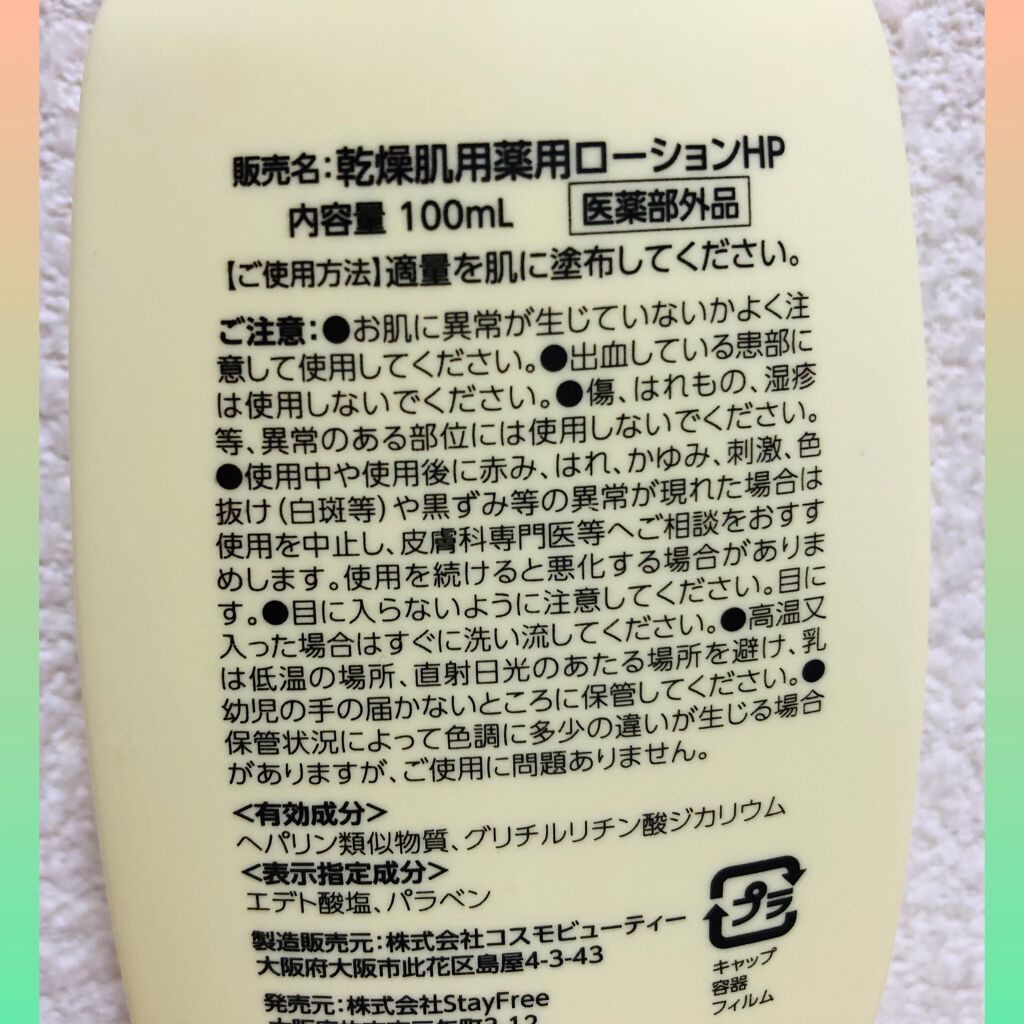 販売名:乾燥肌用薬用ローションHP
内容量 100mL 医薬部外品
【ご使用方法】適量を肌に塗布してください。
ご注意:●お肌に異常が生じていないかよく注
意して使用してください。●出血している患部に
は使用しないでください。●傷、はれもの、湿疹
等、異常のある部位には使用しないでください。
●使用中や使用後に赤み、はれ、かゆみ、刺激、色
抜け(白斑等)や黒ずみ等の異常が現れた場合は
使用を中止し、皮膚科専門医等へご相談をおすす
めします。使用を続けると悪化する場合がありま
す。●目に入らないように注意してください。目に
入った場合はすぐに洗い流してください。●高温又
は低温の場所、直射日光のあたる場所を避け、乳
幼児の手の届かないところに保管してください。●
保管状況によって色調に多少の違いが生じる場合
がありますが、ご使用に問題ありません。
<有効成分>
ヘパリン類似物質、グリチルリチン酸ジカリウム
<表示指定成分>
エデト酸塩、パラベン
製造販売元:株式会社コスモビューティー
大阪府大阪市此花区島屋4-3-43
発売元:株式会社StayFree
プラ
キャップ
容器
フィルム